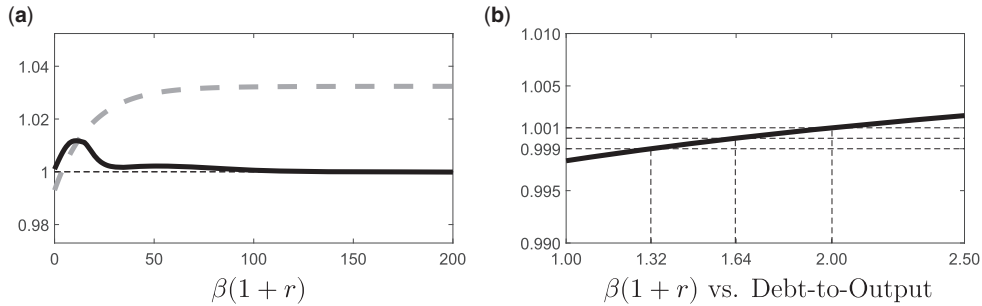 (a)
1.04
1.02
1
0.98
0 50 100 150 200
β(1 + r)
(b)
1.010
1.005
1.001
0.999
0.995
0.990
1.00 1.32 1.64 2.00 2.50
β(1 + r) vs. Debt-to-Output